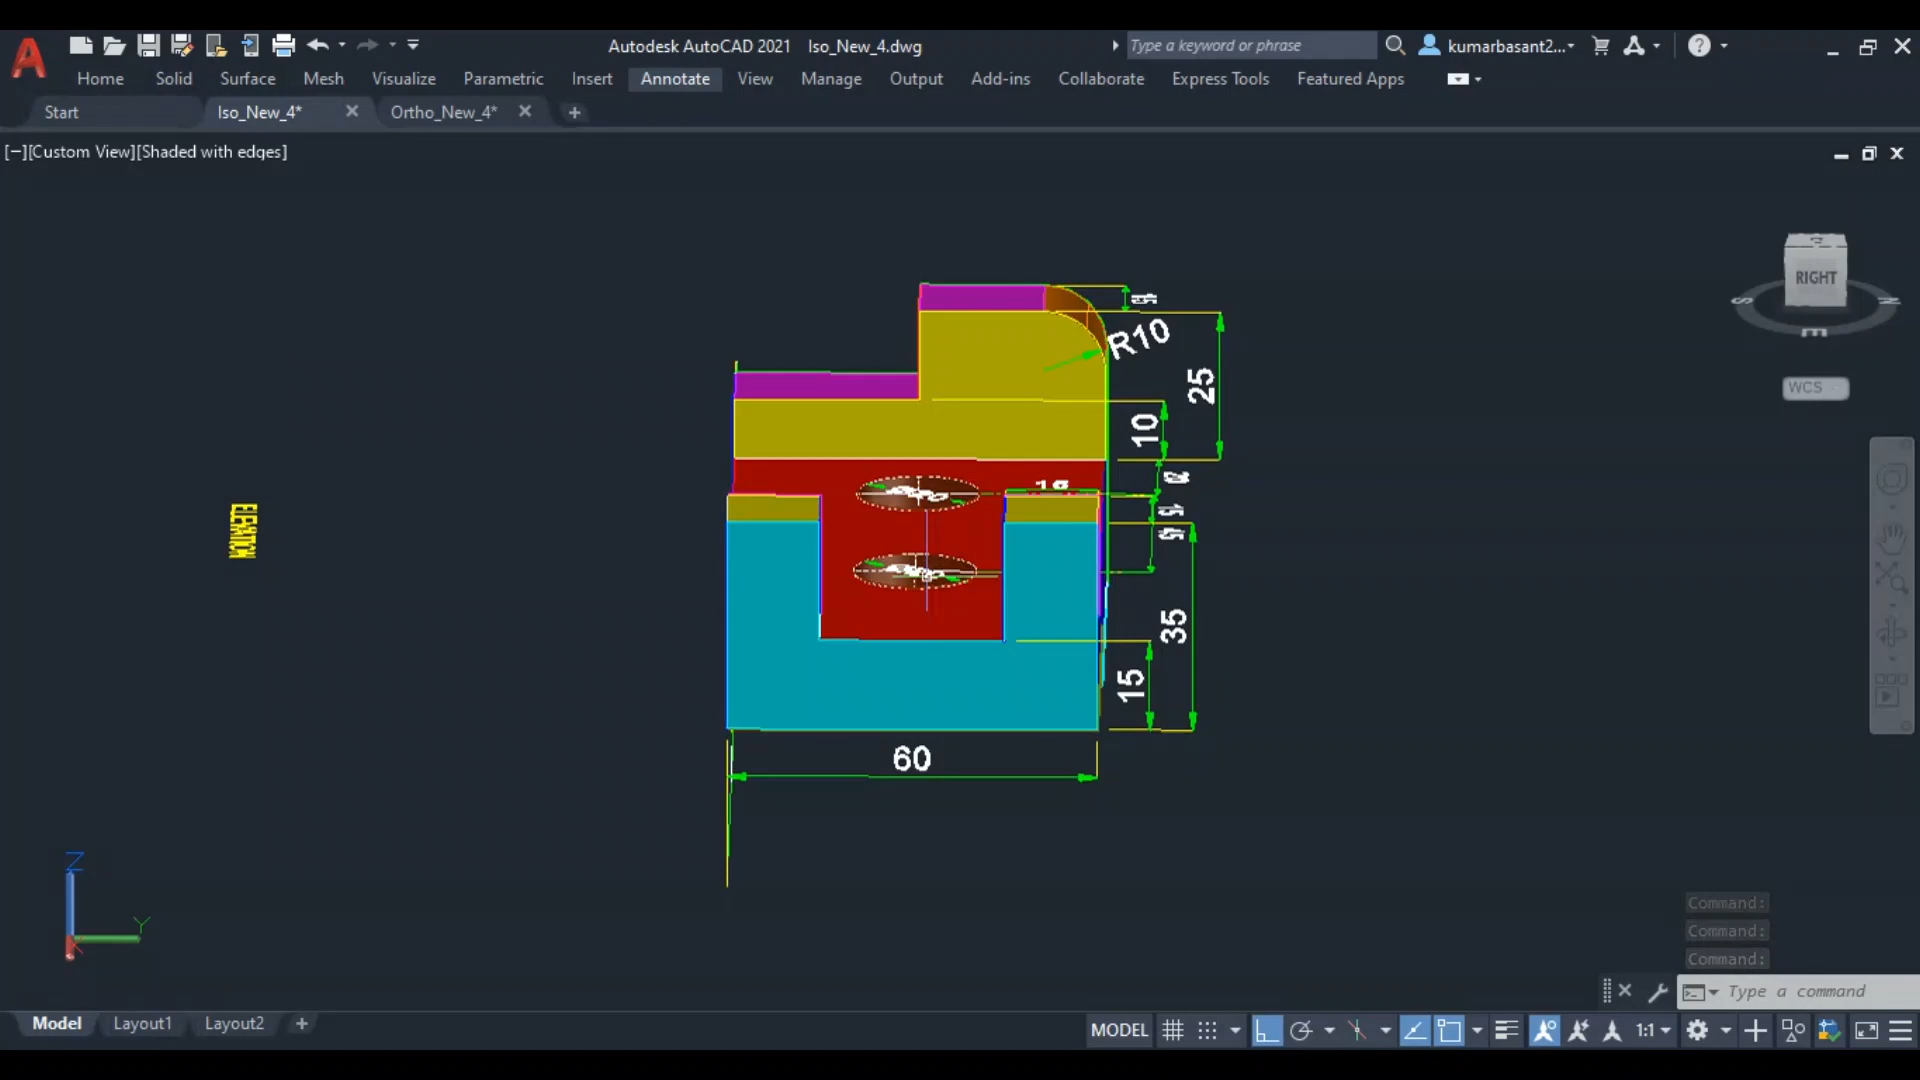 Autodesk AutoCAD 2021 Iso_New_4.dwg
Type a keyword or phrase
kumarbasant2...
Home Solid Surface Mesh Visualize Parametric Insert Annotate View Manage Output Add-ins Collaborate Express Tools Featured Apps
Start Iso_New_4* Ortho_New_4*
[−][Custom View][Shaded with edges]
RIGHT
S
N
E
WCS
R10
25
10
ELEVATION
35
15
60
Z
Y
Command:
Command:
Command:
Type a command
Model Layout1 Layout2
MODEL
1:1